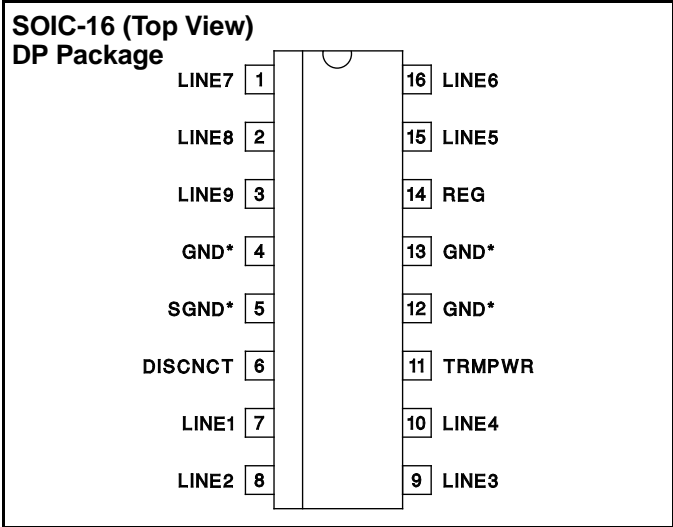 SOIC-16 (Top View)
DP Package
LINE7 1 16 LINE6
LINE8 2 15 LINE5
LINE9 3 14 REG
GND* 4 13 GND*
SGND* 5 12 GND*
DISCNCT 6 11 TRMPWR
LINE1 7 10 LINE4
LINE2 8 9 LINE3